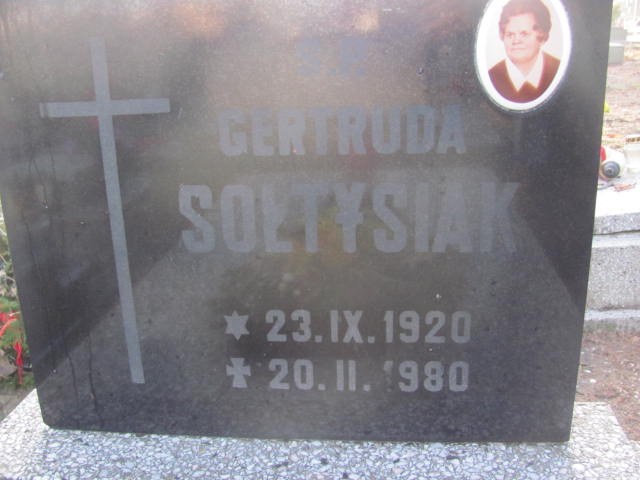 Ś.P.
GERTRUDA
SOŁTYSIAK
23.IX.1920
20.II.1980